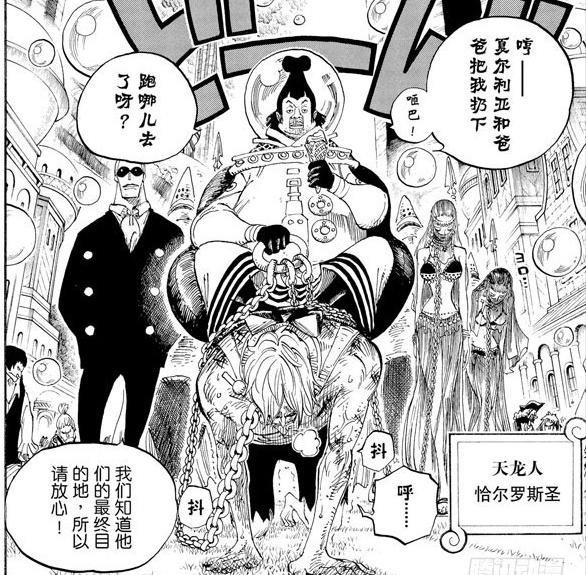 哼——
夏尔利亚和爸
爸把我扔下
咂巴！
跑哪儿去
了呀？
ヨロ…
我们知道他
们的最终目
的地，所以
请放心！
抖
抖
呼……
天龙人
恰尔罗斯圣